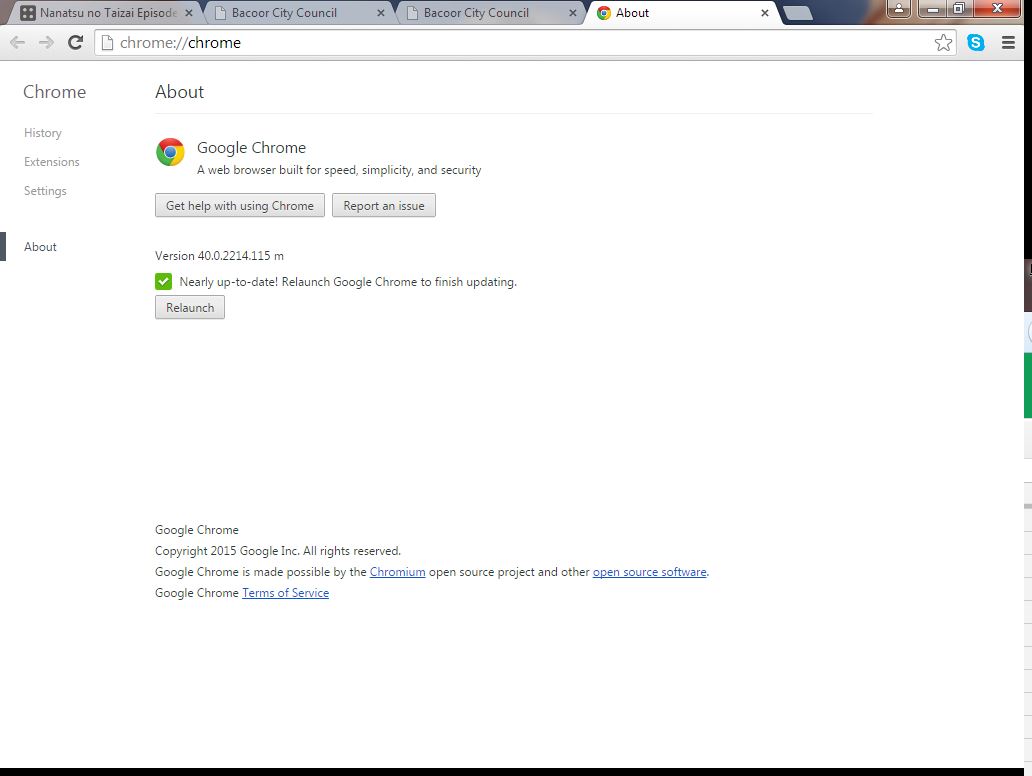 Nanatsu no Taizai Episode
Bacoor City Council
Bacoor City Council
About
chrome://chrome
Chrome
About
History
Extensions
Settings
About
Google Chrome
A web browser built for speed, simplicity, and security
Get help with using Chrome
Report an issue
Version 40.0.2214.115 m
Nearly up-to-date! Relaunch Google Chrome to finish updating.
Relaunch
Google Chrome
Copyright 2015 Google Inc. All rights reserved.
Google Chrome is made possible by the Chromium open source project and other open source software.
Google Chrome Terms of Service